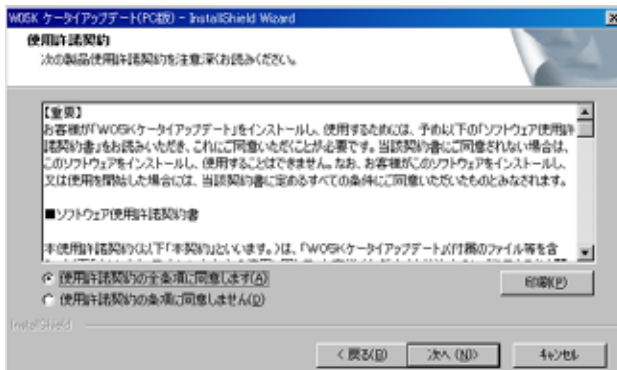 W05K ケータイアップデート(PC版) - InstallShield Wizard
使用許諾契約
次の製品使用許諾契約を注意深くお読みください。
【重要】
お客様が「W05Kケータイアップデート」をインストールし、使用するためには、予め以下の「ソフトウェア使用許
諾契約書」をお読みいただき、これにご同意いただくことが必要です。当該契約書にご同意されない場合は、
このソフトウェアをインストールし、使用することはできません。なお、お客様がこのソフトウェアをインストールし、
又は使用を開始した場合には、当該契約書に定めるすべての条件にご同意いただいたものとみなされます。
■ソフトウェア使用許諾契約書
本使用許諾契約(以下「本契約」といいます。)は、「W05Kケータイアップデート」(付属のファイル等を含
使用許諾契約の全条項に同意します(A)
使用許諾契約の条項に同意しません(D)
印刷(P)
InstallShield
< 戻る(B)
次へ (N)>
キャンセル